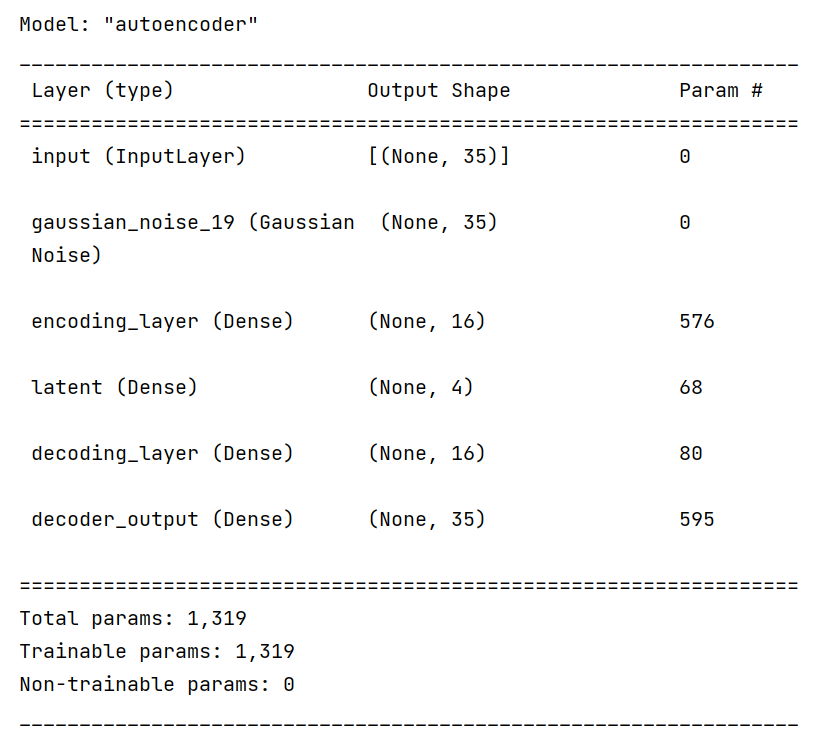 Model: "autoencoder"
_________________________________________________________________
Layer (type)                Output Shape              Param #
=================================================================
input (InputLayer)          [(None, 35)]              0
gaussian_noise_19 (Gaussian  (None, 35)               0
Noise)
encoding_layer (Dense)      (None, 16)                576
latent (Dense)              (None, 4)                 68
decoding_layer (Dense)      (None, 16)                80
decoder_output (Dense)      (None, 35)                595
=================================================================
Total params: 1,319
Trainable params: 1,319
Non-trainable params: 0
_________________________________________________________________